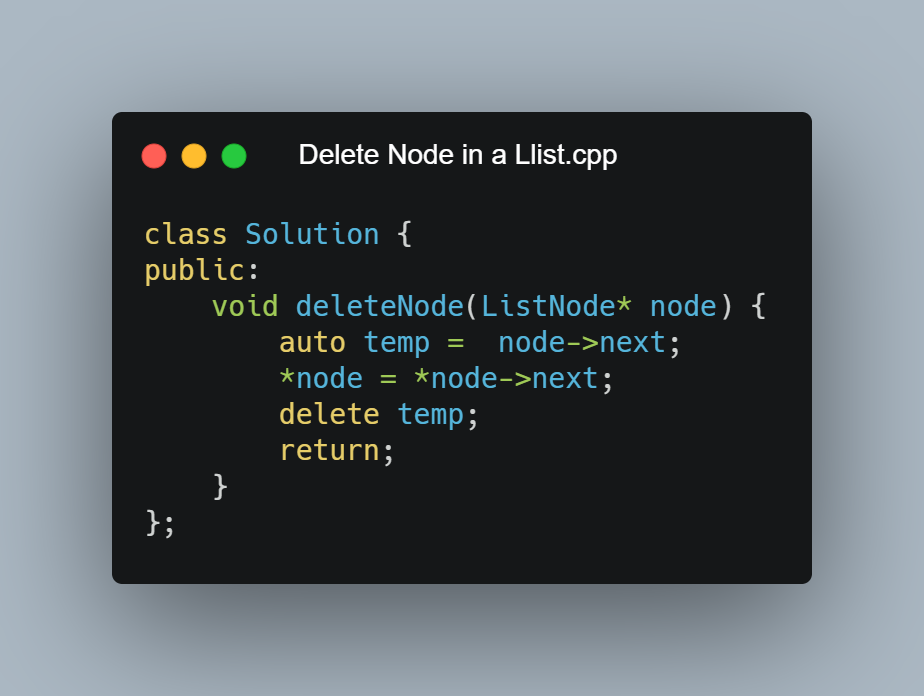 Delete Node in a Llist.cpp
class Solution {
public:
    void deleteNode(ListNode* node) {
        auto temp =  node->next;
        *node = *node->next;
        delete temp;
        return;
    }
};